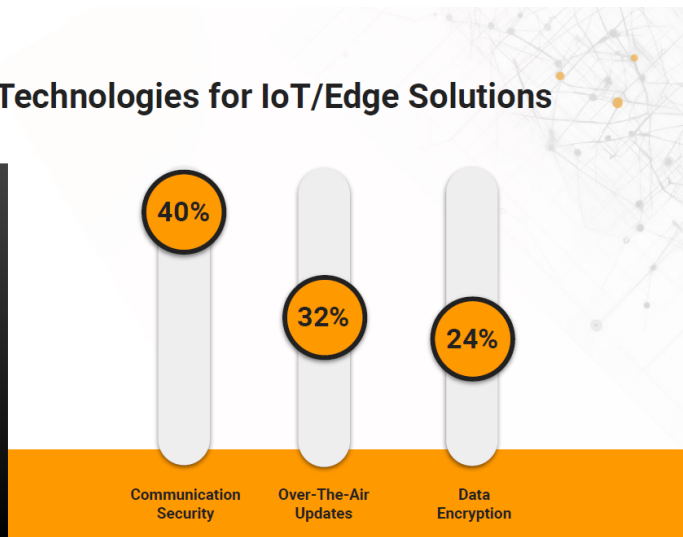 Technologies for IoT/Edge Solutions
40%
32%
24%
Communication
Security
Over-The-Air
Updates
Data
Encryption